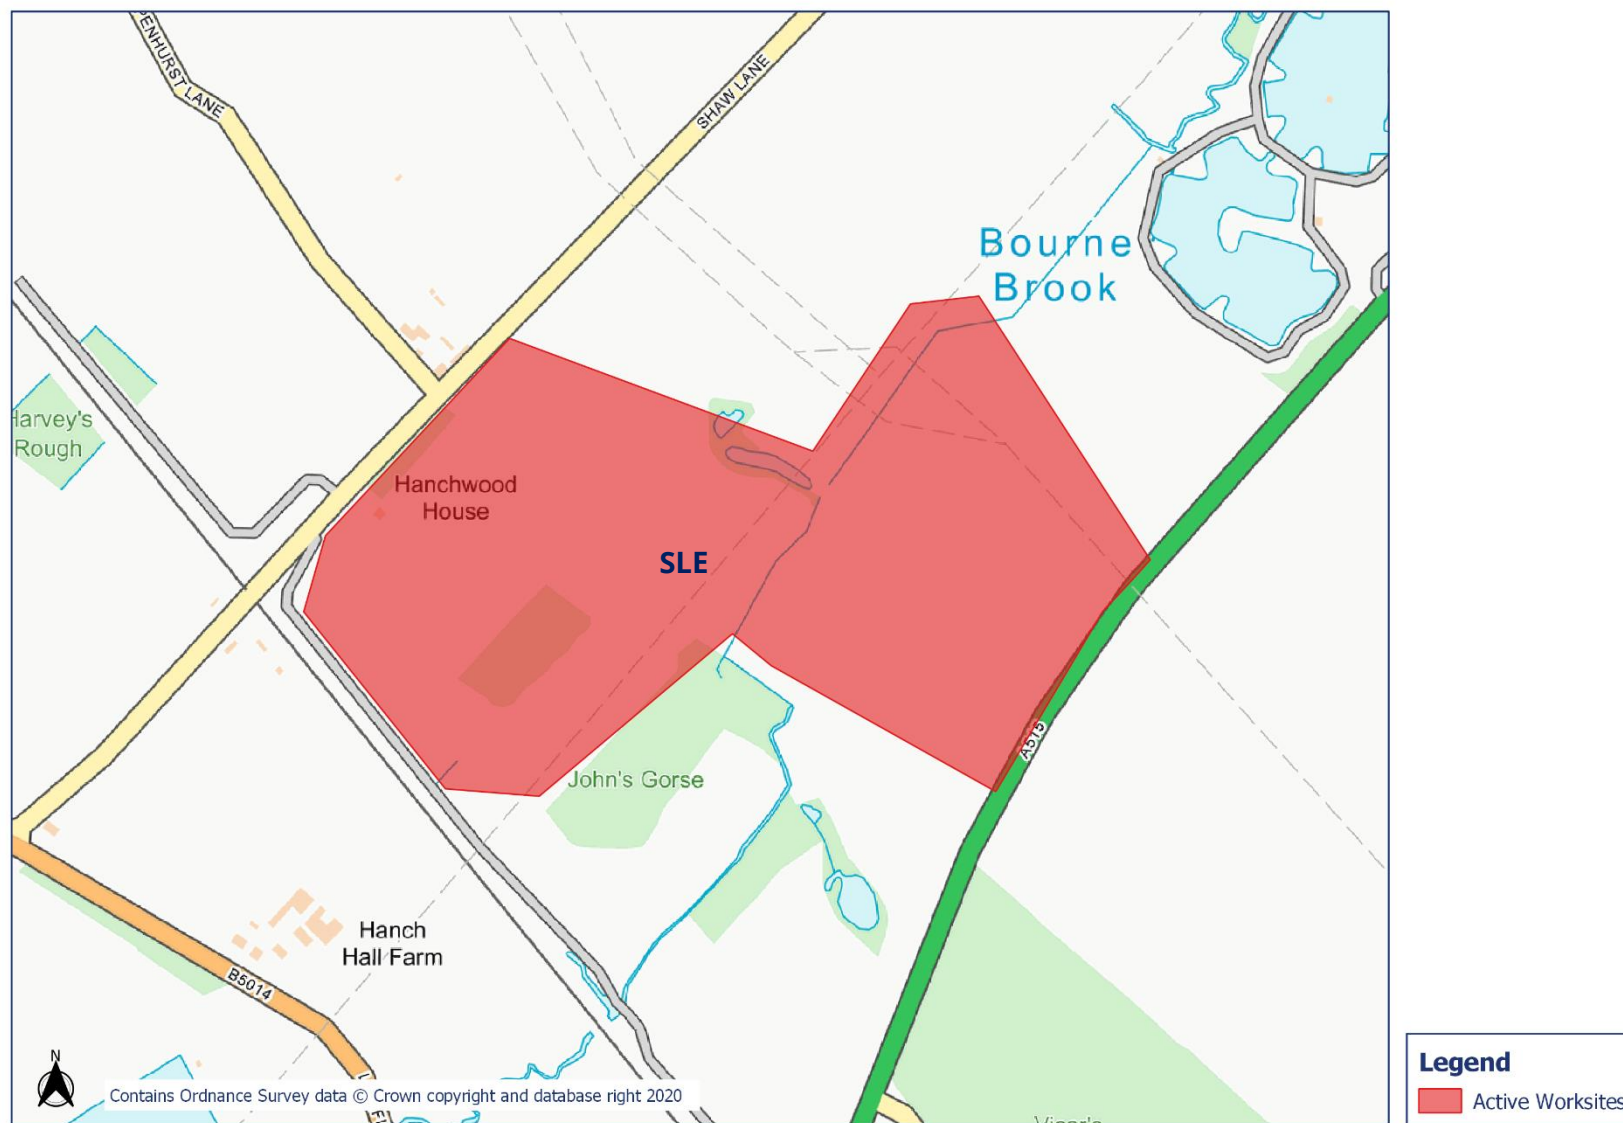 PENHURST LANE
SHAW LANE
Bourne
Brook
Harvey's
Rough
Hanchwood
House
SLE
A515
John's Gorse
Hanch
Hall Farm
B5014
N
Contains Ordnance Survey data © Crown copyright and database right 2020
Legend
Active Worksites